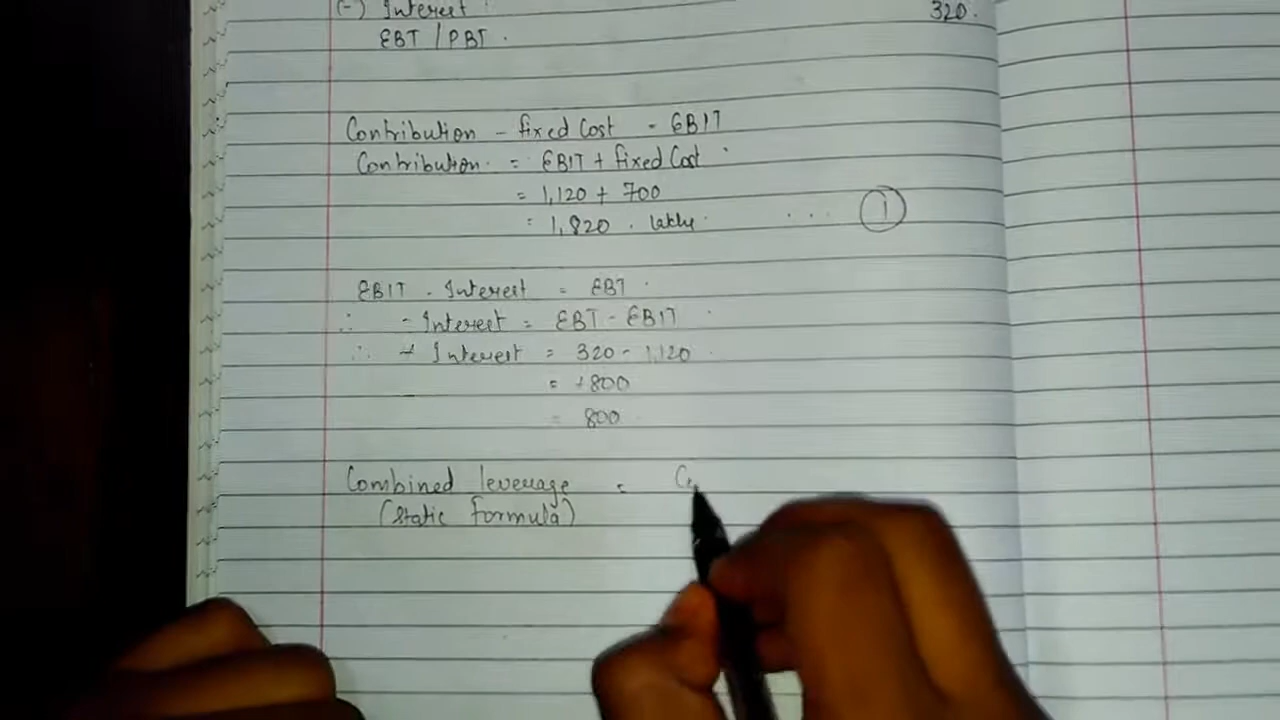 (-) Interest 320.
EBT / PBT .
Contribution - fixed Cost = EBIT
Contribution = EBIT + fixed Cost
= 1,120 + 700
= 1,820 . lakhs. ... 1
EBIT - Interest = EBT .
∴ - Interest = EBT - EBIT
∴ + Interest = 320 - 1,120
= +800
= 800
Combined leverage = Co
(static formula)